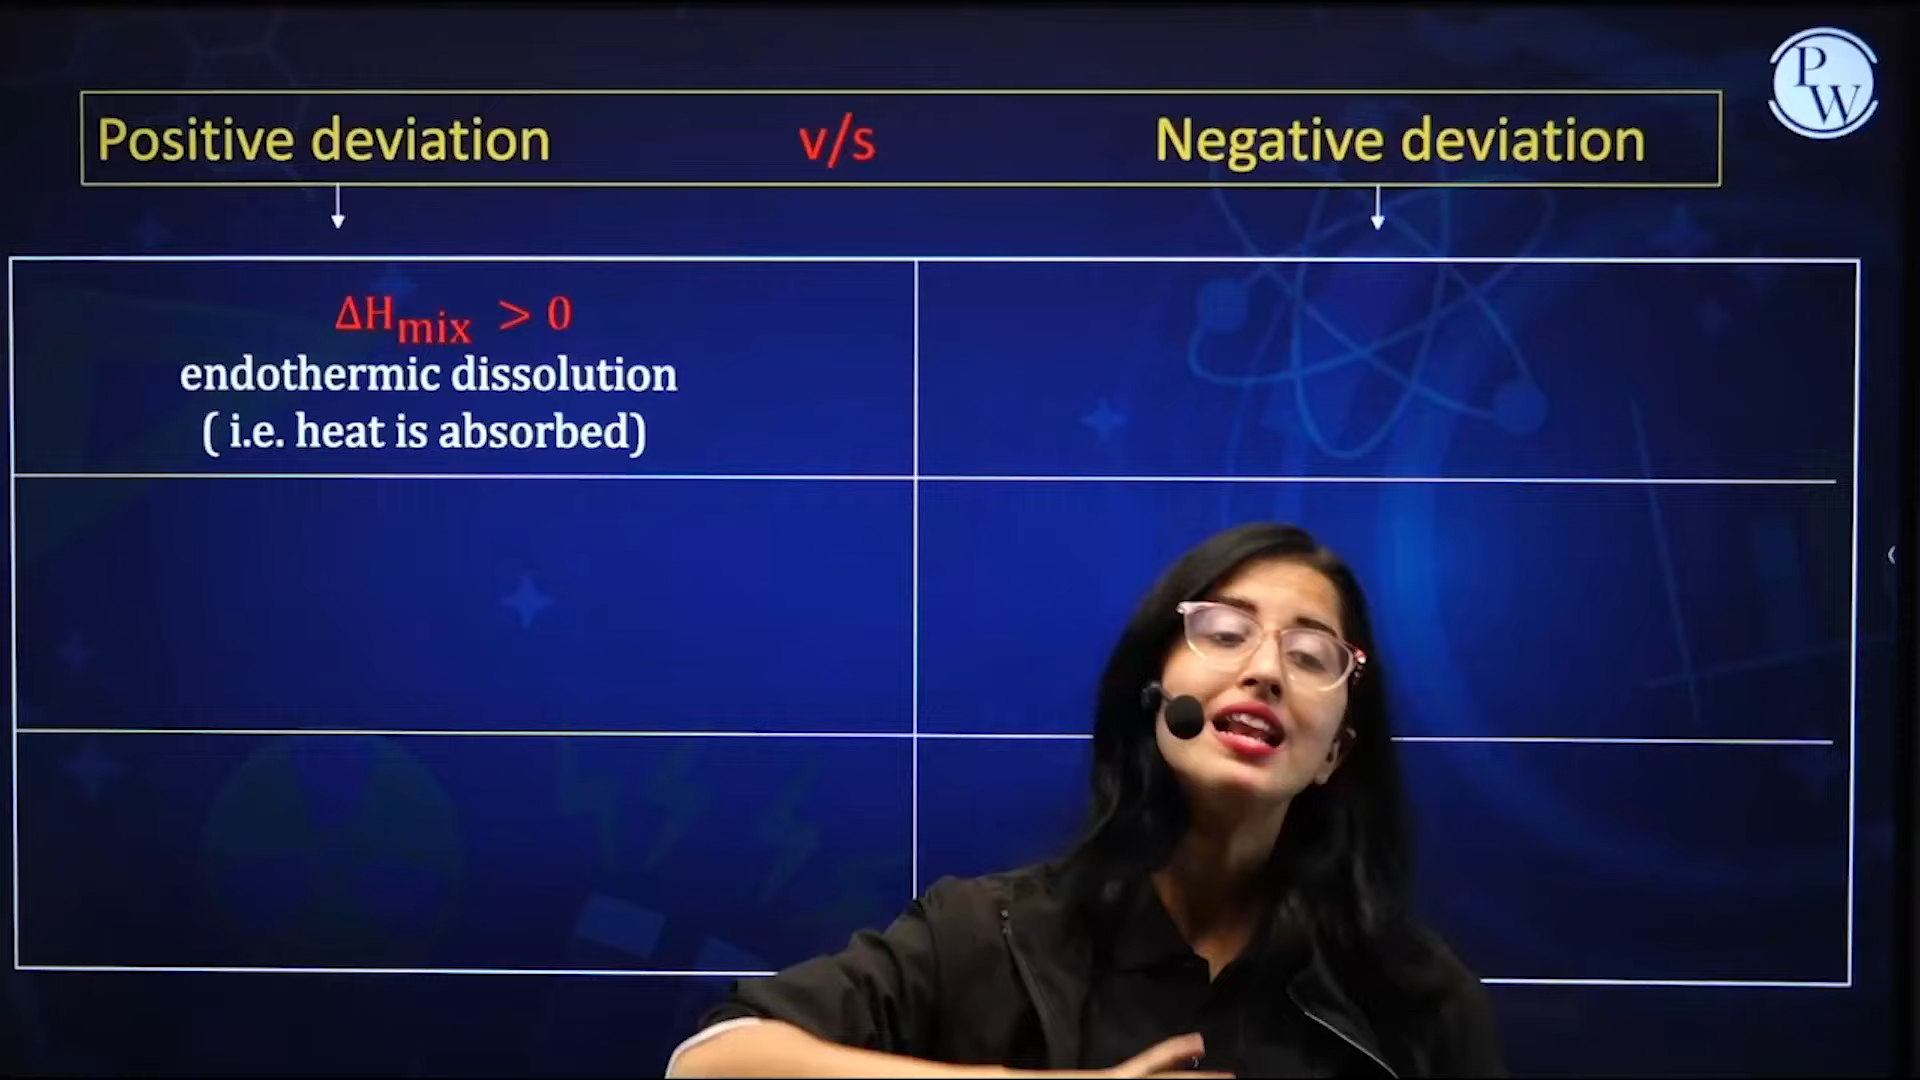 PW
Positive deviation v/s Negative deviation
ΔHmix > 0
endothermic dissolution
( i.e. heat is absorbed)